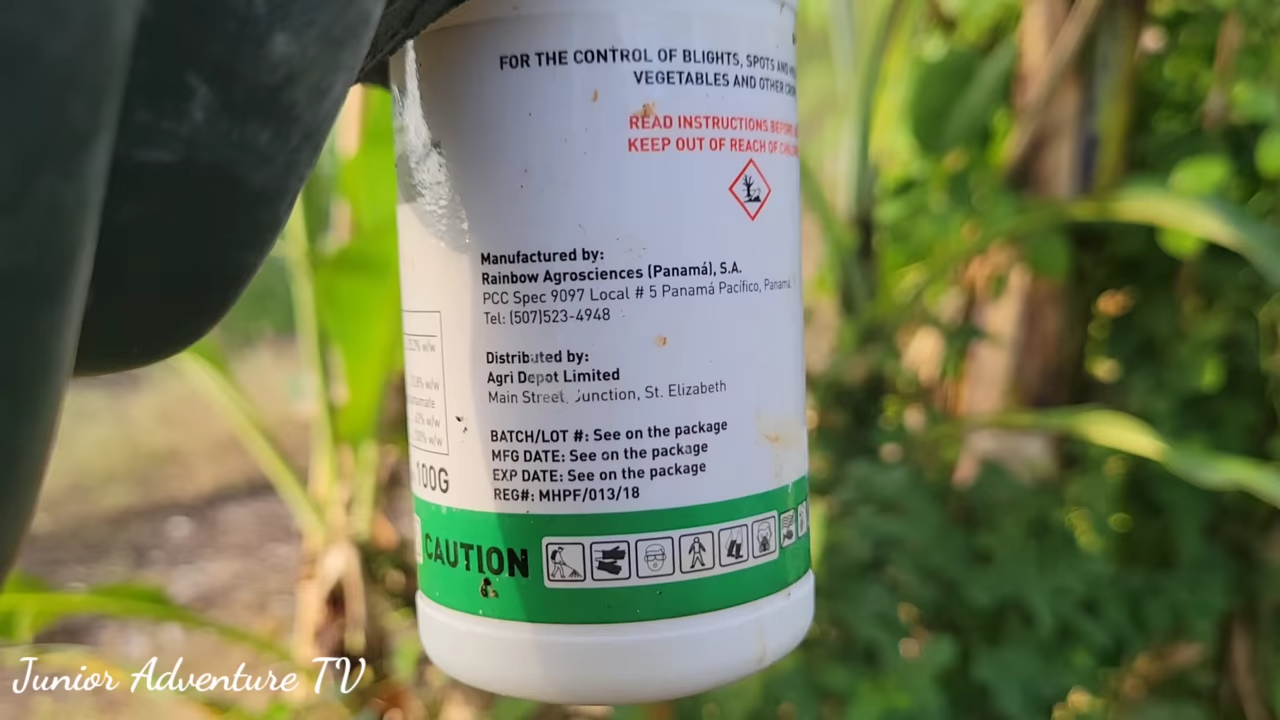 FOR THE CONTROL OF BLIGHTS, SPOTS AND
VEGETABLES AND OTHER
READ INSTRUCTIONS BEFORE
KEEP OUT OF REACH OF
Manufactured by:
Rainbow Agrosciences (Panamá), S.A.
PCC Spec 9097 Local # 5 Panamá Pacífico, Panamá,
Tel: (507)523-4948
Distributed by:
Agri Depot Limited
Main Street, Junction, St. Elizabeth
w/w
w/w
w/w
w/w
BATCH/LOT #: See on the package
MFG DATE: See on the package
EXP DATE: See on the package
REG#: MHPF/013/18
100G
CAUTION
Junior Adventure TV